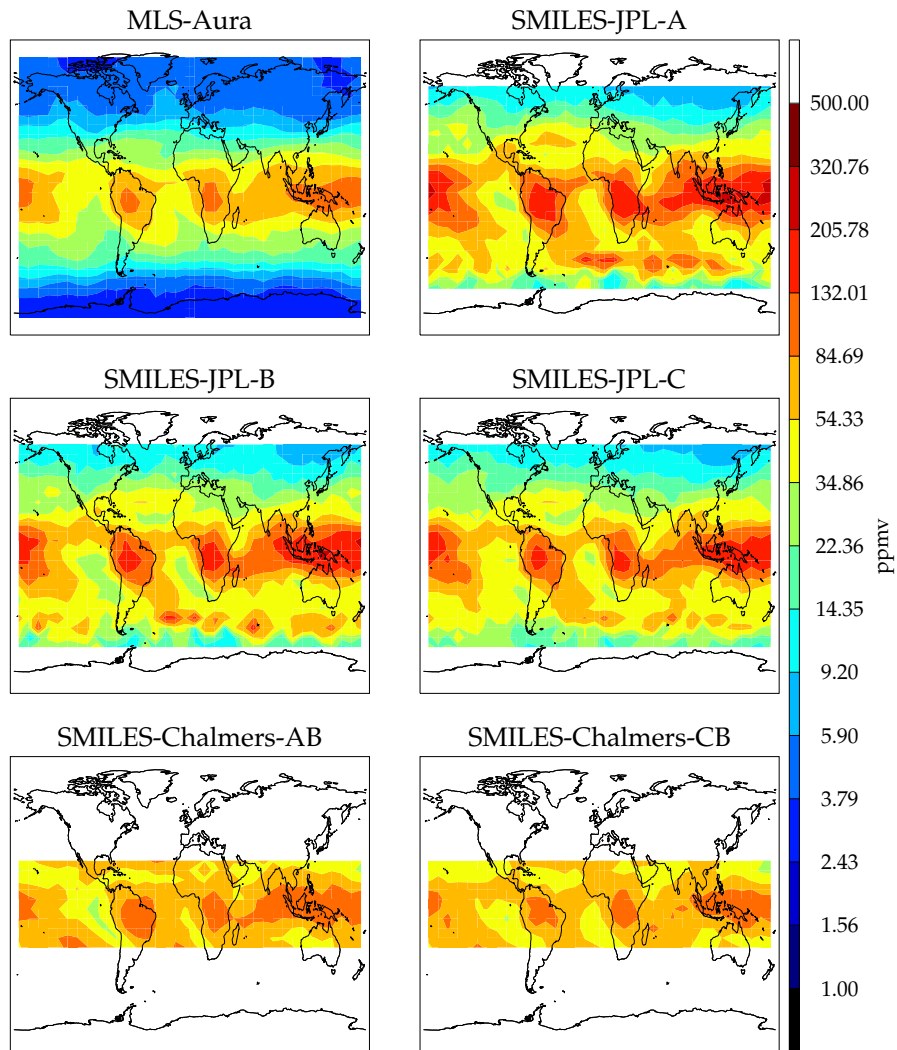 MLS-Aura
SMILES-JPL-A
SMILES-JPL-B
SMILES-JPL-C
SMILES-Chalmers-AB
SMILES-Chalmers-CB
500.00
320.76
205.78
132.01
84.69
54.33
34.86
22.36
14.35
9.20
5.90
3.79
2.43
1.56
1.00
ppmv